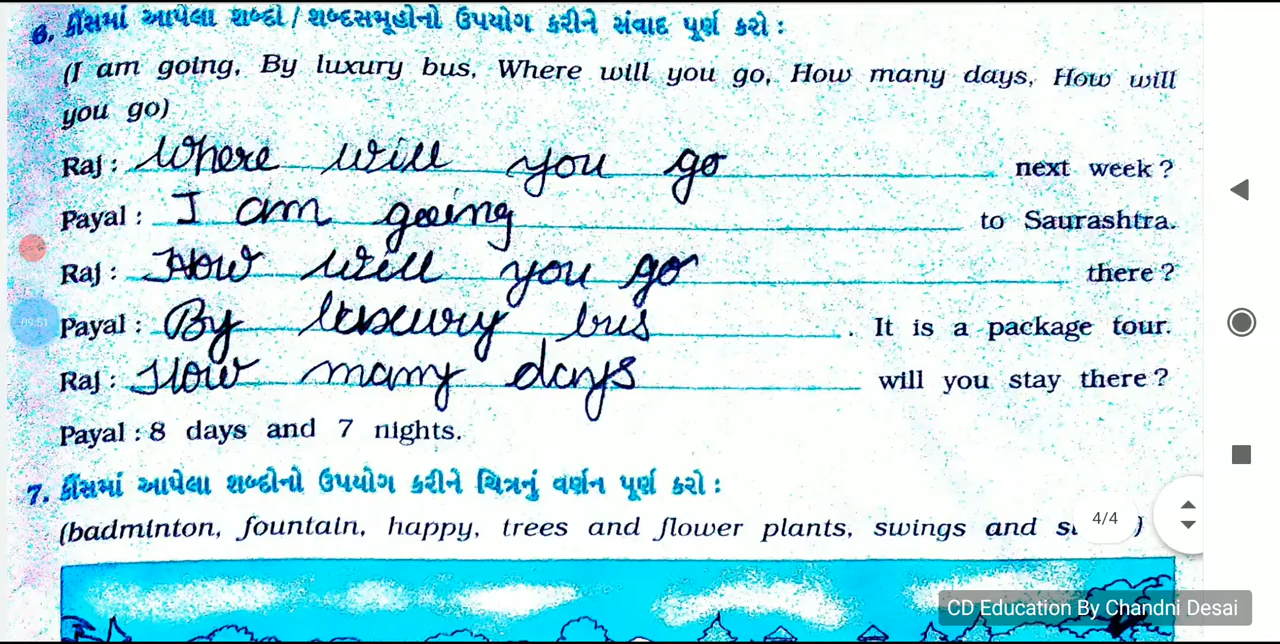 6. કૌંસમાં આપેલા શબ્દો / શબ્દસમૂહોનો ઉપયોગ કરીને સંવાદ પૂર્ણ કરો :
(I am going, By luxury bus, Where will you go, How many days, How will
you go)
Raj : Where will you go next week ?
Payal : I am going to Saurashtra.
Raj : How will you go there ?
Payal : By luxury bus . It is a package tour.
Raj : How many days will you stay there ?
Payal : 8 days and 7 nights.
7. કૌંસમાં આપેલા શબ્દોનો ઉપયોગ કરીને ચિત્રનું વર્ણન પૂર્ણ કરો :
(badminton, fountain, happy, trees and flower plants, swings and )
4/4
09:51
CD Education By Chandni Desai